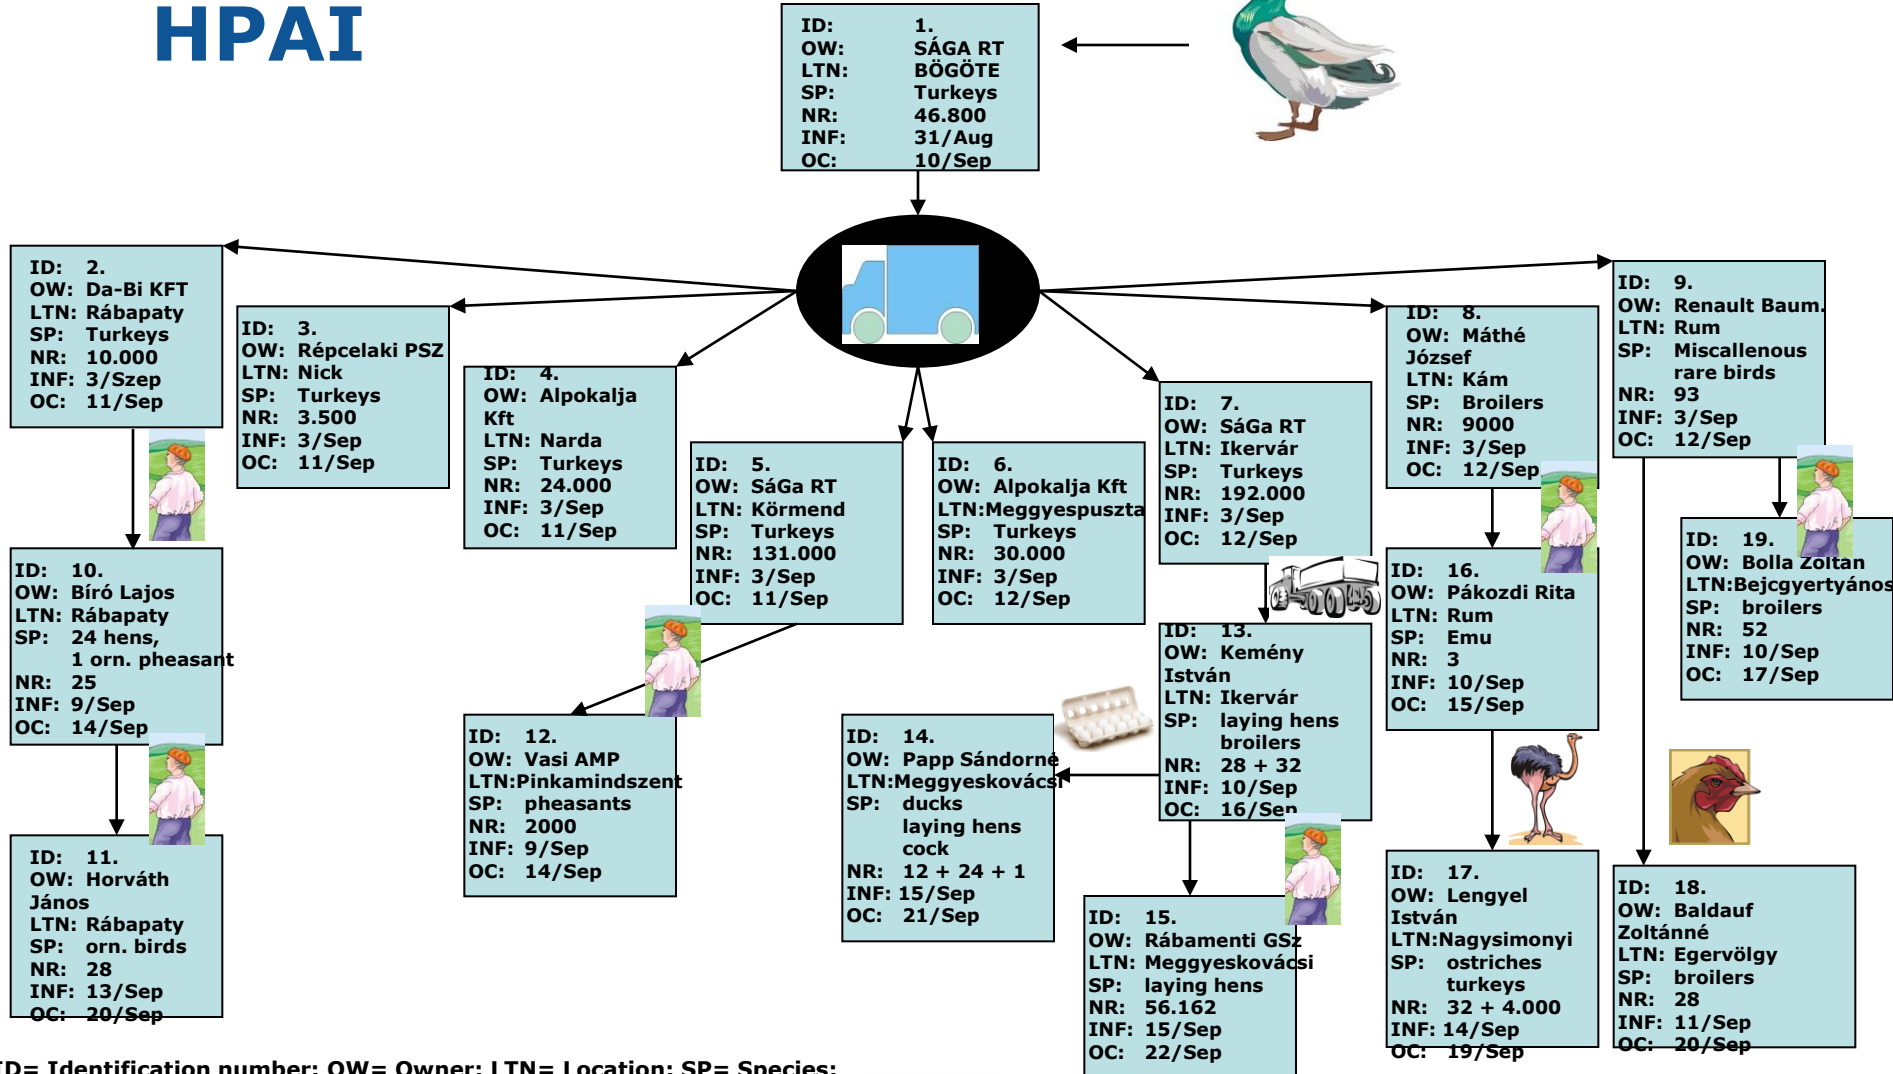 HPAI
ID: 1.
OW: SÁGA RT
LTN: BÖGÖTE
SP: Turkeys
NR: 46.800
INF: 31/Aug
OC: 10/Sep
ID: 2.
OW: Da-Bi KFT
LTN: Rábapaty
SP: Turkeys
NR: 10.000
INF: 3/Szep
OC: 11/Sep
ID: 3.
OW: Répcelaki PSZ
LTN: Nick
SP: Turkeys
NR: 3.500
INF: 3/Sep
OC: 11/Sep
ID: 4.
OW: Alpokalja
Kft
LTN: Narda
SP: Turkeys
NR: 24.000
INF: 3/Sep
OC: 11/Sep
ID: 5.
OW: SáGa RT
LTN: Körmend
SP: Turkeys
NR: 131.000
INF: 3/Sep
OC: 11/Sep
ID: 6.
OW: Alpokalja Kft
LTN:Meggyespuszta
SP: Turkeys
NR: 30.000
INF: 3/Sep
OC: 12/Sep
ID: 7.
OW: SáGa RT
LTN: Ikervár
SP: Turkeys
NR: 192.000
INF: 3/Sep
OC: 12/Sep
ID: 8.
OW: Máthé
József
LTN: Kám
SP: Broilers
NR: 9000
INF: 3/Sep
OC: 12/Sep
ID: 9.
OW: Renault Baum.
LTN: Rum
SP: Miscallenous
rare birds
NR: 93
INF: 3/Sep
OC: 12/Sep
ID: 10.
OW: Bíró Lajos
LTN: Rábapaty
SP: 24 hens,
1 orn. pheasant
NR: 25
INF: 9/Sep
OC: 14/Sep
ID: 11.
OW: Horváth
János
LTN: Rábapaty
SP: orn. birds
NR: 28
INF: 13/Sep
OC: 20/Sep
ID: 12.
OW: Vasi AMP
LTN:Pinkamindszent
SP: pheasants
NR: 2000
INF: 9/Sep
OC: 14/Sep
ID: 13.
OW: Kemény
István
LTN: Ikervár
SP: laying hens
broilers
NR: 28 + 32
INF: 10/Sep
OC: 16/Sep
ID: 14.
OW: Papp Sándorné
LTN:Meggyeskovácsi
SP: ducks
laying hens
cock
NR: 12 + 24 + 1
INF: 15/Sep
OC: 21/Sep
ID: 15.
OW: Rábamenti GSz
LTN: Meggyeskovácsi
SP: laying hens
NR: 56.162
INF: 15/Sep
OC: 22/Sep
ID: 16.
OW: Pákozdi Rita
LTN: Rum
SP: Emu
NR: 3
INF: 10/Sep
OC: 15/Sep
ID: 17.
OW: Lengyel
István
LTN:Nagysimonyi
SP: ostriches
turkeys
NR: 32 + 4.000
INF: 14/Sep
OC: 19/Sep
ID: 18.
OW: Baldauf
Zoltánné
LTN: Egervölgy
SP: broilers
NR: 28
INF: 11/Sep
OC: 20/Sep
ID: 19.
OW: Bolla Zoltán
LTN:Bejcgyertyános
SP: broilers
NR: 52
INF: 10/Sep
OC: 17/Sep
ID= Identification number; OW= Owner; LTN= Location; SP= Species;